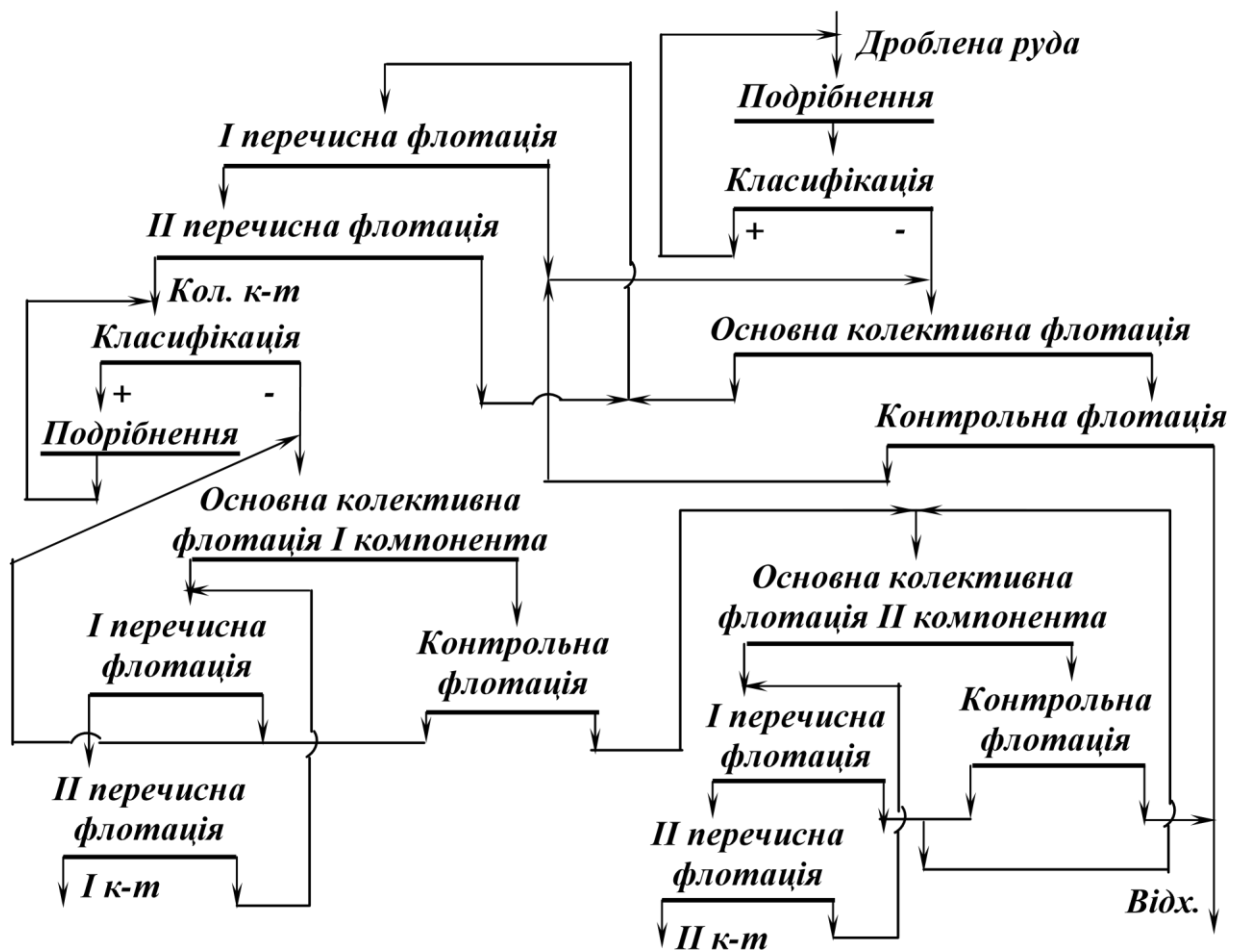 Дроблена руда
Подрібнення
І перечисна флотація
Класифікація
+ -
ІІ перечисна флотація
Кол. к-т
Класифікація
+ -
Подрібнення
Основна колективна флотація
Контрольна флотація
Основна колективна
флотація І компонента
І перечисна
флотація
Контрольна
флотація
ІІ перечисна
флотація
І к-т
Основна колективна
флотація ІІ компонента
І перечисна
флотація
Контрольна
флотація
ІІ перечисна
флотація
ІІ к-т
Відх.